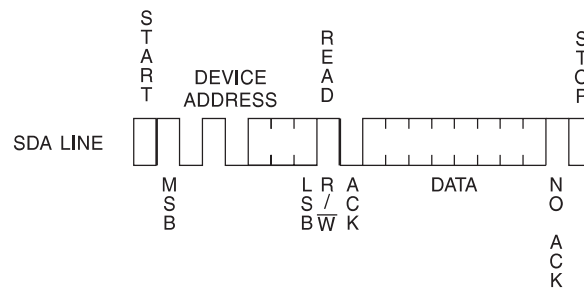 START
DEVICE
ADDRESS
READ
STOP
SDA LINE
MSB
LSB
R/W
ACK
DATA
NO ACK